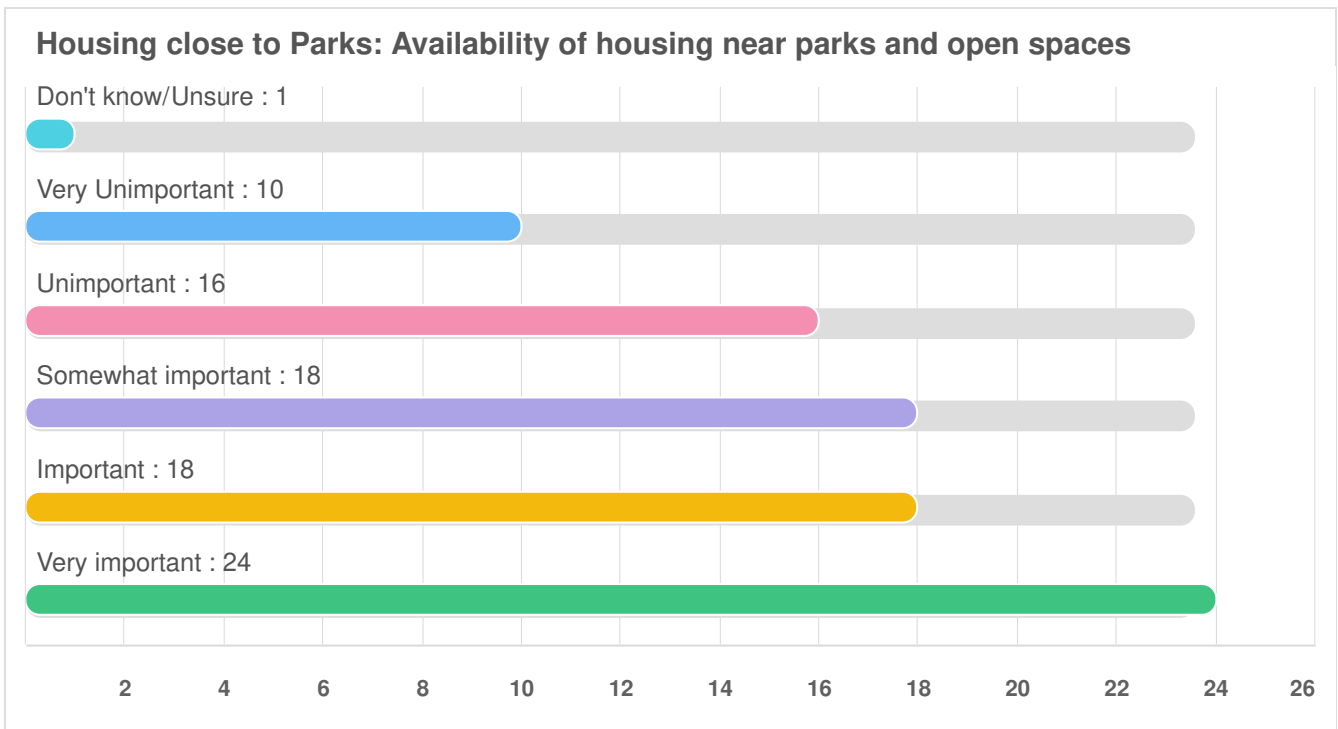 Housing close to Parks: Availability of housing near parks and open spaces
Don't know/Unsure : 1
Very Unimportant : 10
Unimportant : 16
Somewhat important : 18
Important : 18
Very important : 24
2 4 6 8 10 12 14 16 18 20 22 24 26